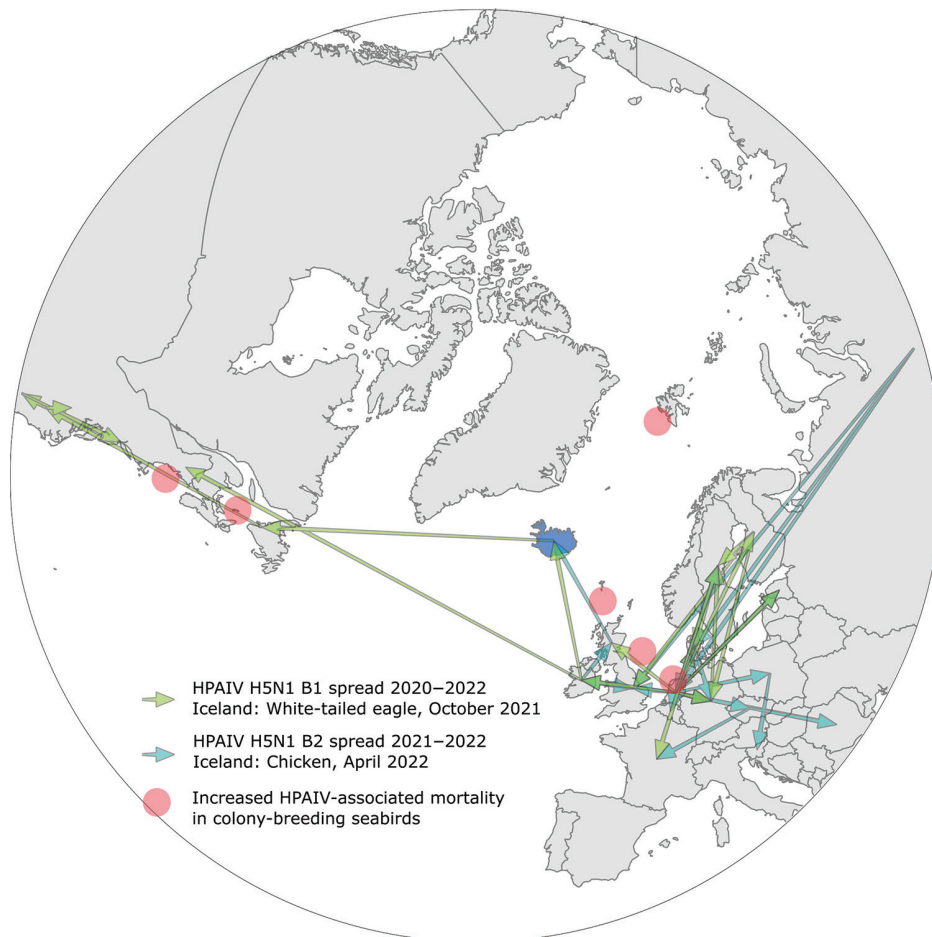 HPAIV H5N1 B1 spread 2020–2022
Iceland: White-tailed eagle, October 2021
HPAIV H5N1 B2 spread 2021–2022
Iceland: Chicken, April 2022
Increased HPAIV-associated mortality
in colony-breeding seabirds